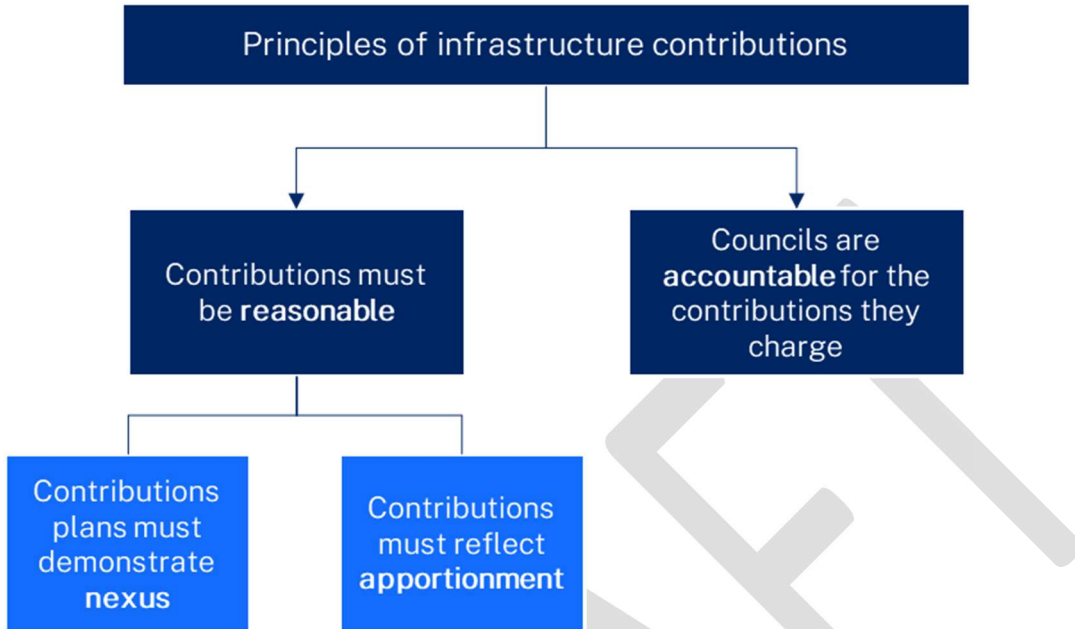 Principles of infrastructure contributions
Contributions must
be reasonable
Councils are
accountable for the
contributions they
charge
Contributions
plans must
demonstrate
nexus
Contributions
must reflect
apportionment